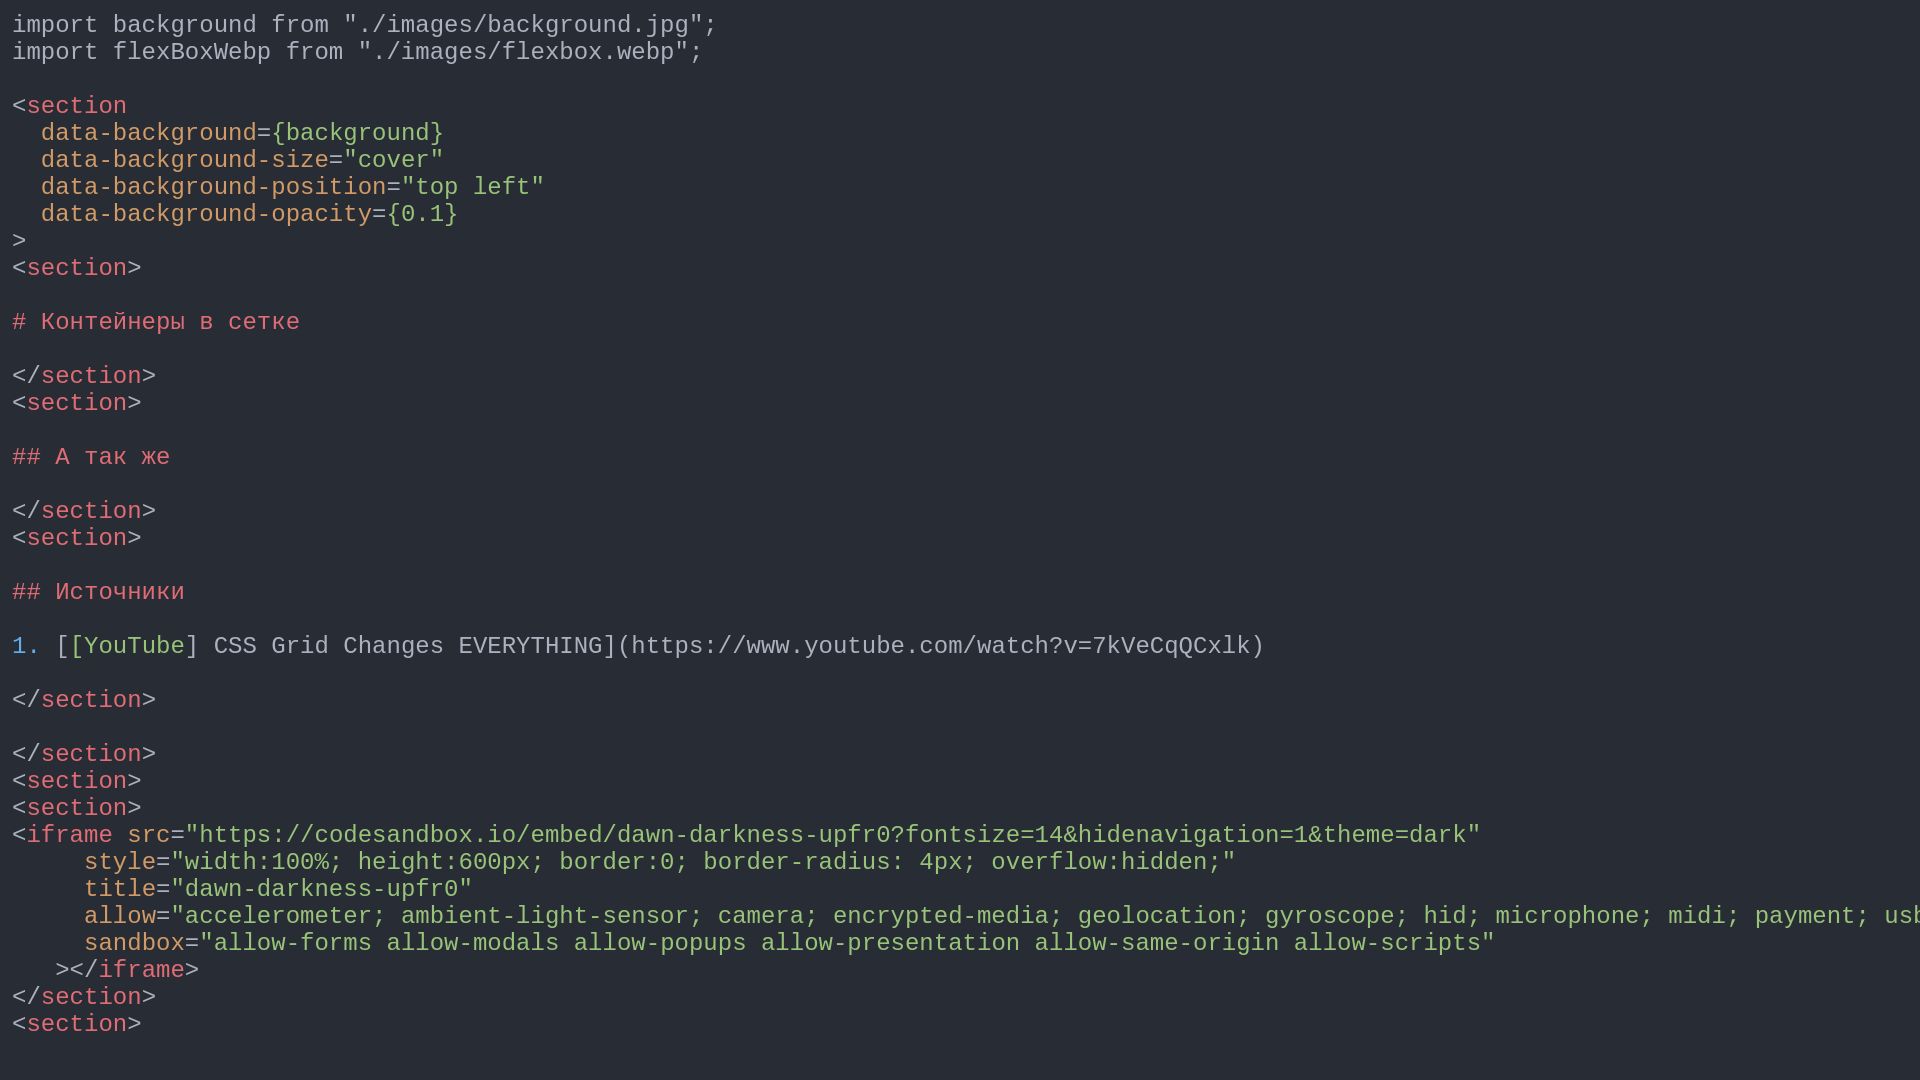 import background from "./images/background.jpg";
import flexBoxWebp from "./images/flexbox.webp";

<section
  data-background={background}
  data-background-size="cover"
  data-background-position="top left"
  data-background-opacity={0.1}
>
<section>

# Контейнеры в сетке

</section>
<section>

## А так же

</section>
<section>

## Источники

1. [[YouTube] CSS Grid Changes EVERYTHING](https://www.youtube.com/watch?v=7kVeCqQCxlk)

</section>

</section>
<section>
<section>
<iframe src="https://codesandbox.io/embed/dawn-darkness-upfr0?fontsize=14&hidenavigation=1&theme=dark"
     style="width:100%; height:600px; border:0; border-radius: 4px; overflow:hidden;"
     title="dawn-darkness-upfr0"
     allow="accelerometer; ambient-light-sensor; camera; encrypted-media; geolocation; gyroscope; hid; microphone; midi; payment; usb
     sandbox="allow-forms allow-modals allow-popups allow-presentation allow-same-origin allow-scripts"
   ></iframe>
</section>
<section>